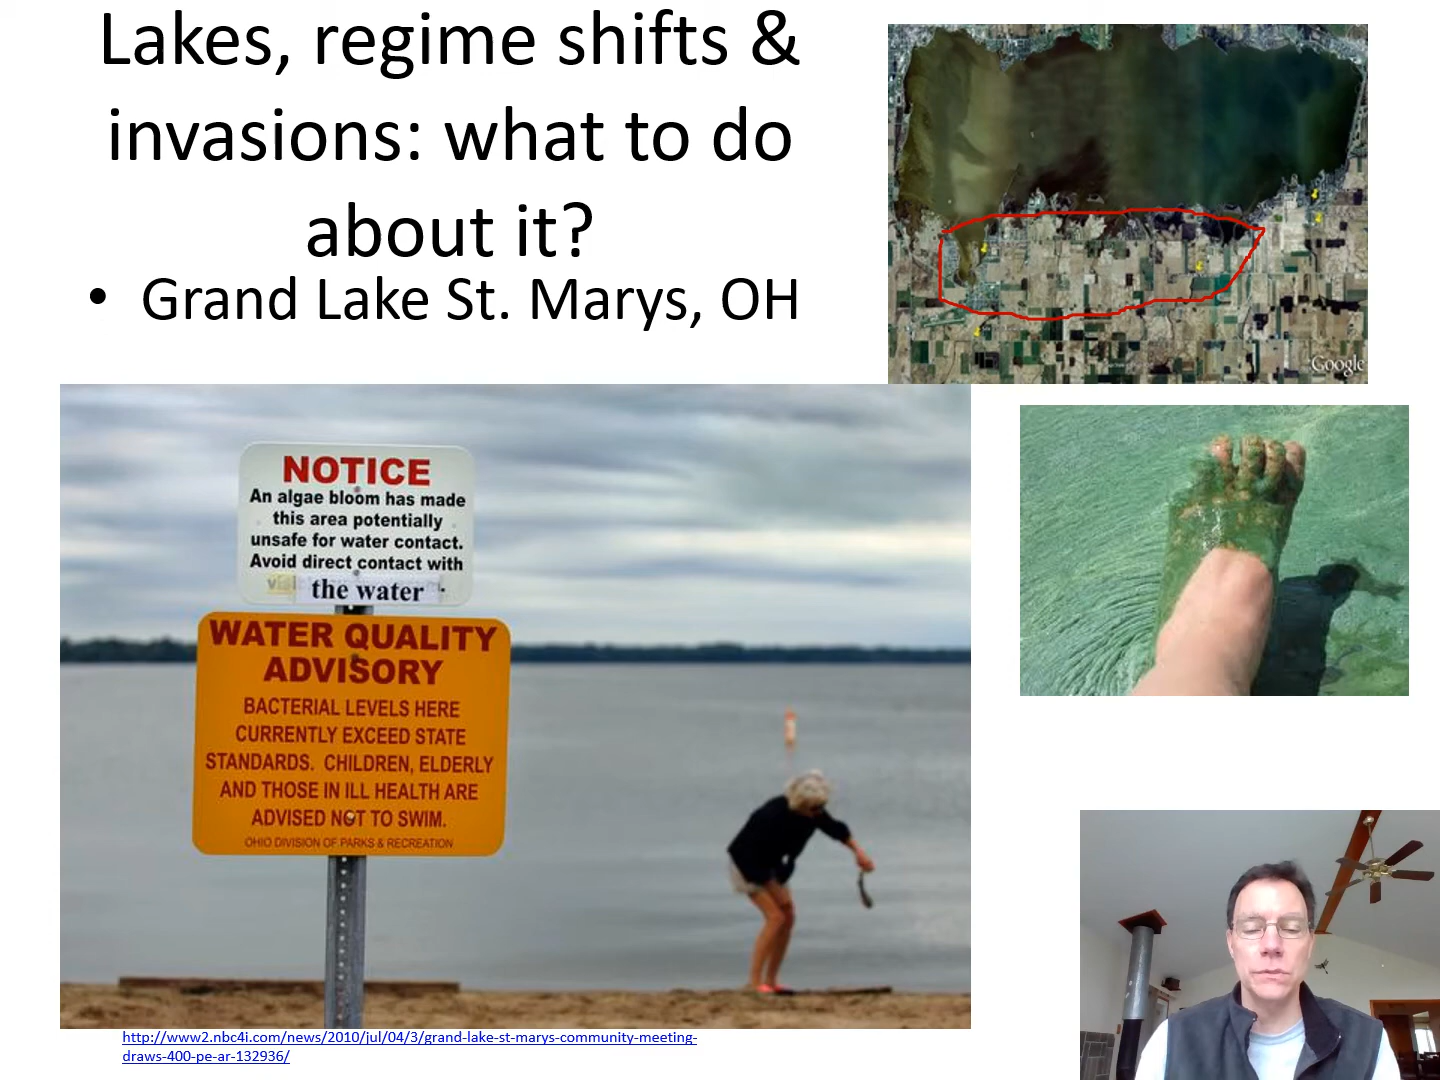 Lakes, regime shifts &
invasions: what to do
about it?
• Grand Lake St. Marys, OH
Google
NOTICE
An algae bloom has made
this area potentially
unsafe for water contact.
Avoid direct contact with
the water
WATER QUALITY
ADVISORY
BACTERIAL LEVELS HERE
CURRENTLY EXCEED STATE
STANDARDS. CHILDREN, ELDERLY
AND THOSE IN ILL HEALTH ARE
ADVISED NOT TO SWIM.
OHIO DIVISION OF PARKS & RECREATION
http://www2.nbc4i.com/news/2010/jul/04/3/grand-lake-st-marys-community-meeting-
draws-400-pe-ar-132936/